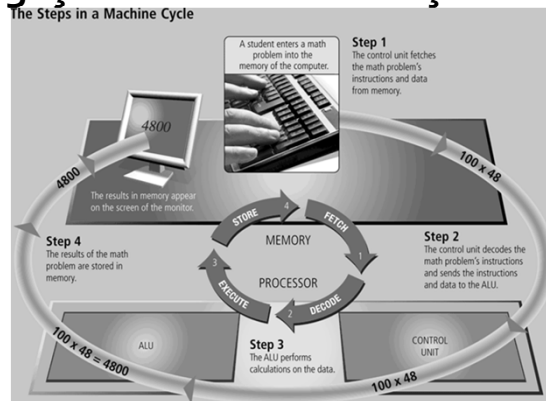 The Steps in a Machine Cycle
A student enters a math
problem into the
memory of the computer.
Step 1
The control unit fetches
the math problem's
instructions and data
from memory.
4800
100 x 48
4800
The results in memory appear
on the screen of the monitor.
STORE
4
FETCH
MEMORY
1
Step 2
The control unit decodes the
math problem's instructions
and sends the instructions
and data to the ALU.
Step 4
The results of the math
problem are stored in
memory.
3
PROCESSOR
EXECUTE
2
DECODE
ALU
Step 3
The ALU performs
calculations on the data.
CONTROL
UNIT
100 x 48 = 4800
100 x 48